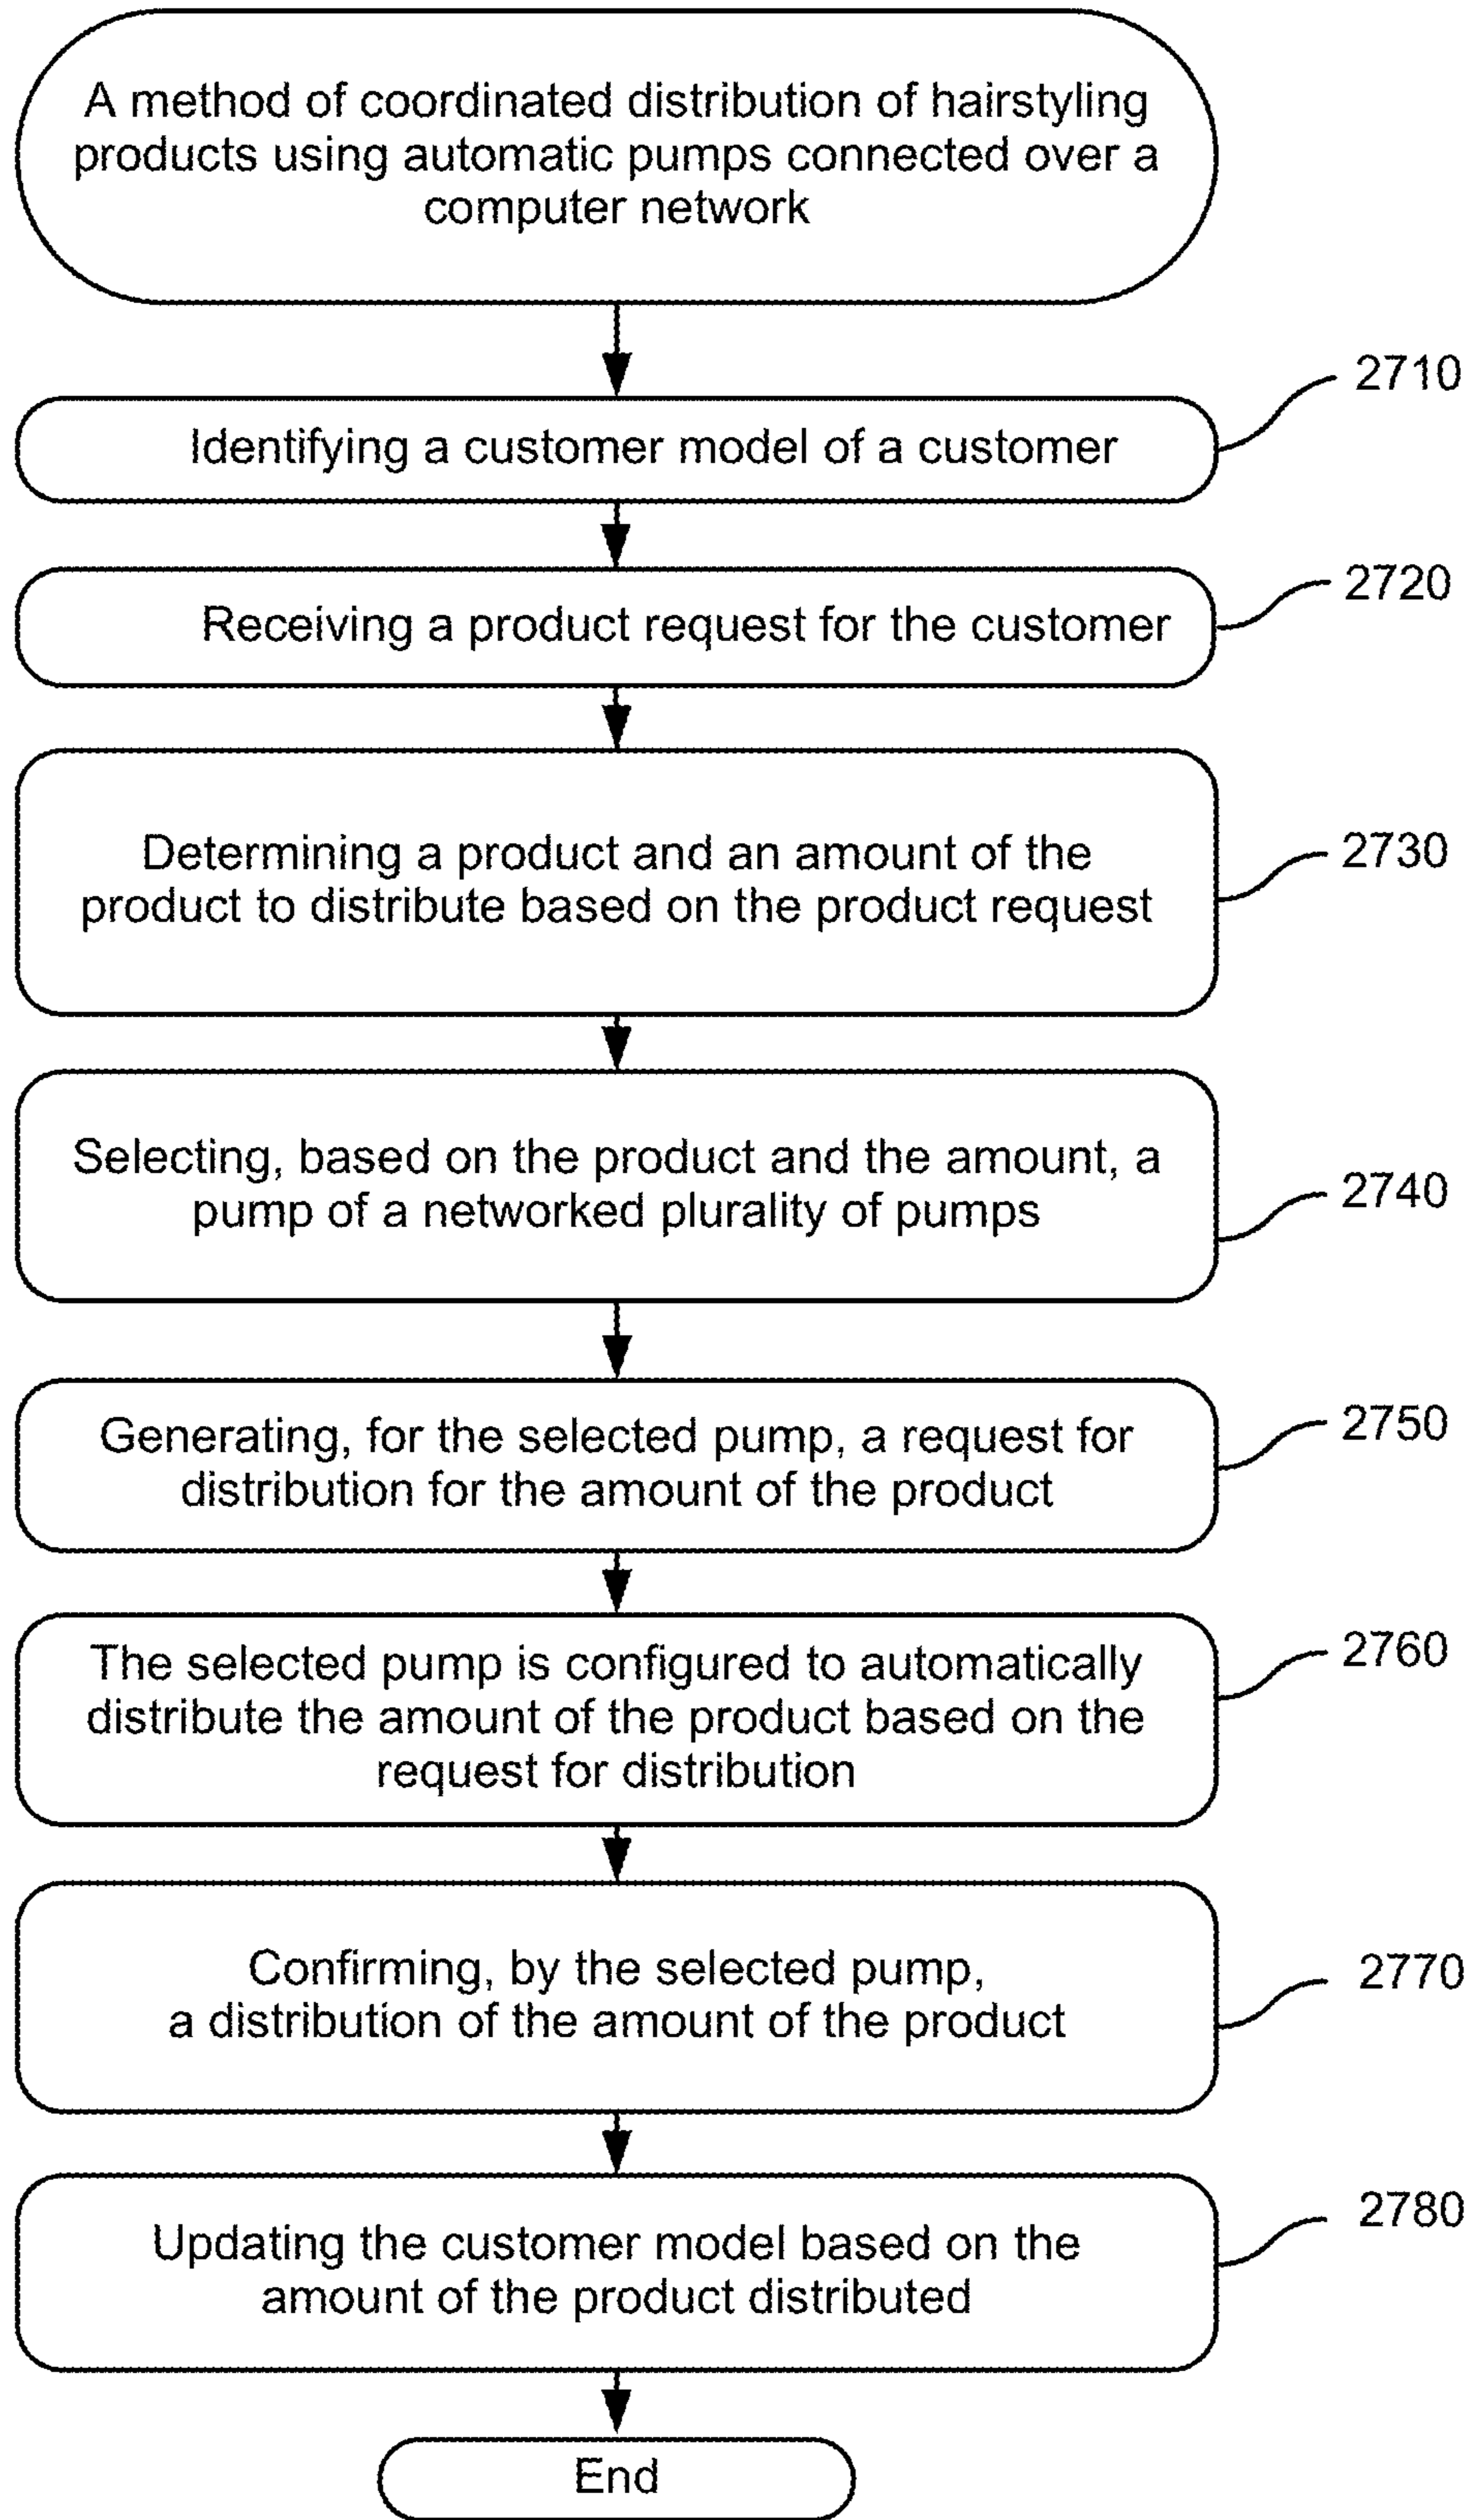 A method of coordinated distribution of hairstyling
products using automatic pumps connected over a
computer network
2710
Identifying a customer model of a customer
2720
Receiving a product request for the customer
2730
Determining a product and an amount of the
product to distribute based on the product request
2740
Selecting, based on the product and the amount, a
pump of a networked plurality of pumps
2750
Generating, for the selected pump, a request for
distribution for the amount of the product
2760
The selected pump is configured to automatically
distribute the amount of the product based on the
request for distribution
2770
Confirming, by the selected pump,
a distribution of the amount of the product
2780
Updating the customer model based on the
amount of the product distributed
End